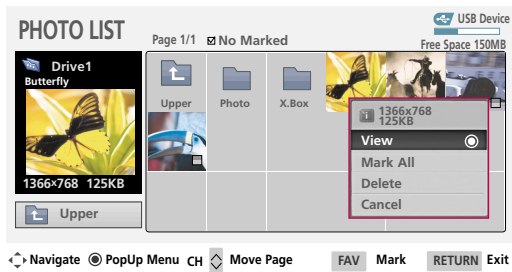 PHOTO LIST
Page 1/1
No Marked
USB Device
Free Space 150MB
Drive1
Butterfly
1366x768 125KB
Upper
Upper
Photo
X.Box
1366x768
125KB
View
Mark All
Delete
Cancel
Navigate
PopUp Menu
CH
Move Page
FAV
Mark
RETURN
Exit